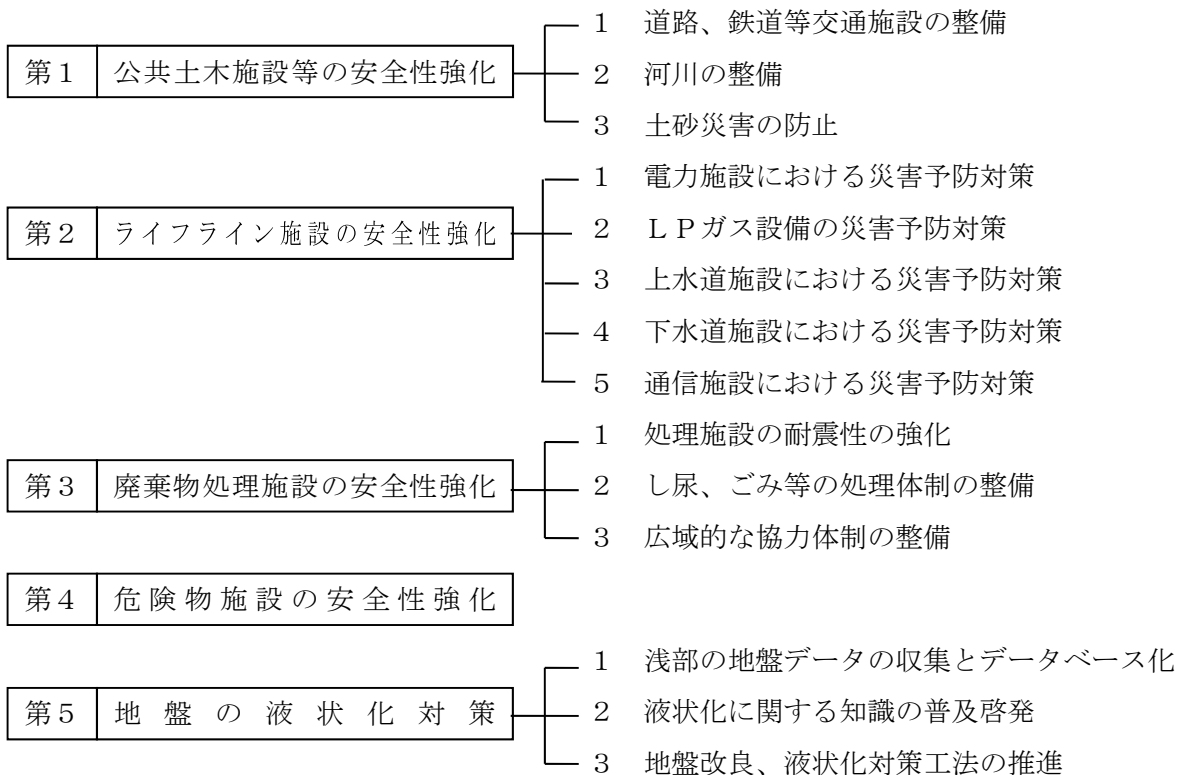 １　道路、鉄道等交通施設の整備
第１　公共土木施設等の安全性強化
２　河川の整備
３　土砂災害の防止
１　電力施設における災害予防対策
第２　ライフライン施設の安全性強化
２　ＬＰガス設備の災害予防対策
３　上水道施設における災害予防対策
４　下水道施設における災害予防対策
５　通信施設における災害予防対策
１　処理施設の耐震性の強化
第３　廃棄物処理施設の安全性強化
２　し尿、ごみ等の処理体制の整備
３　広域的な協力体制の整備
第４　危険物施設の安全性強化
１　浅部の地盤データの収集とデータベース化
第５　地盤の液状化対策
２　液状化に関する知識の普及啓発
３　地盤改良、液状化対策工法の推進